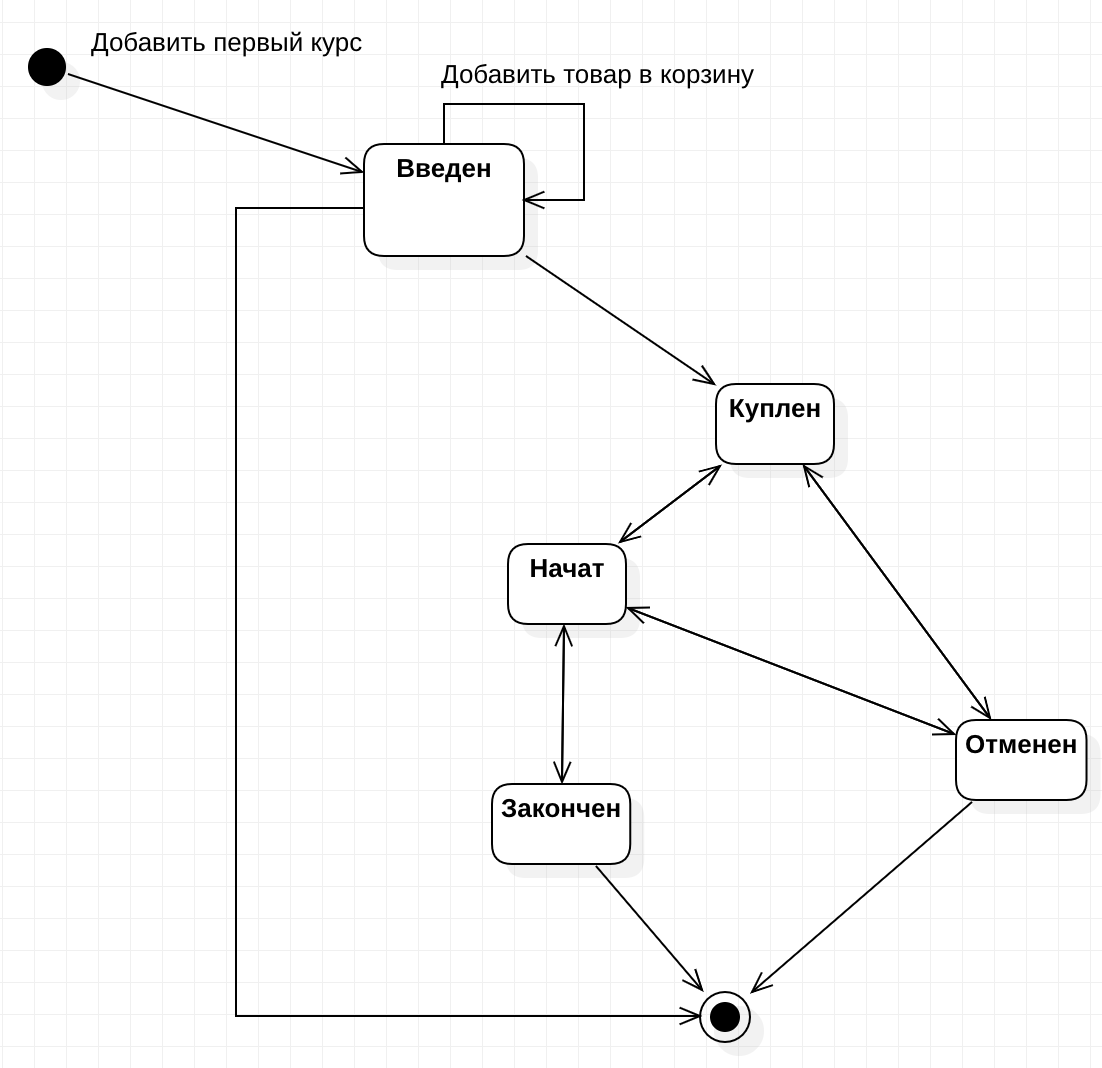 Добавить первый курс
Добавить товар в корзину
Введен
Куплен
Начат
Отменен
Закончен